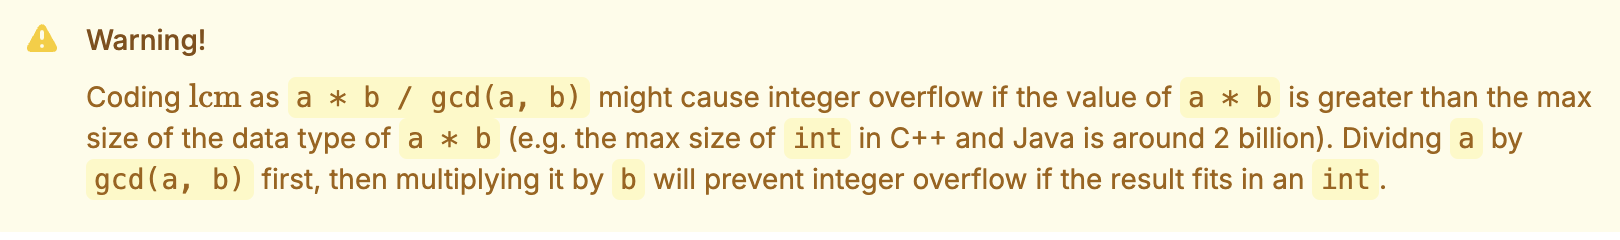 Warning!
Coding lcm as a * b / gcd(a, b) might cause integer overflow if the value of a * b is greater than the max
size of the data type of a * b (e.g. the max size of int in C++ and Java is around 2 billion). Dividng a by
gcd(a, b) first, then multiplying it by b will prevent integer overflow if the result fits in an int.